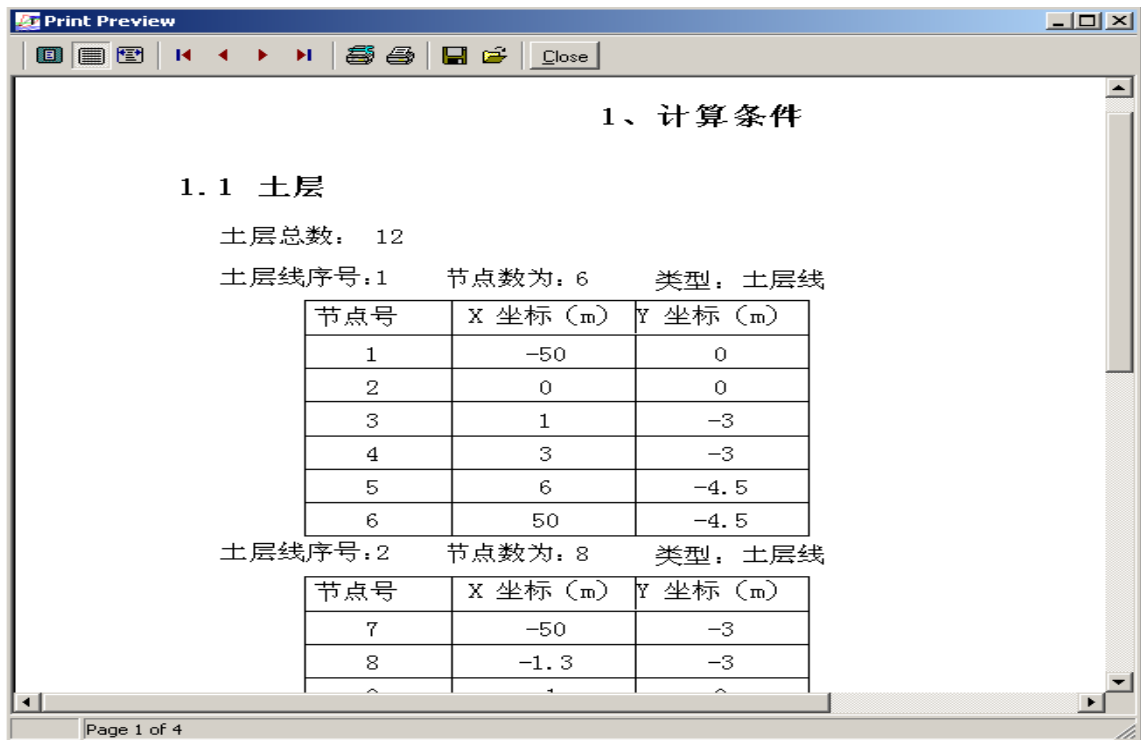 Print Preview
Close
1、计算条件
1.1 土层
土层总数： 12
土层线序号:1 节点数为: 6 类型: 土层线
节点号 X 坐标（m） Y 坐标（m）
1 -50 0
2 0 0
3 1 -3
4 3 -3
5 6 -4.5
6 50 -4.5
土层线序号:2 节点数为: 8 类型: 土层线
节点号 X 坐标（m） Y 坐标（m）
7 -50 -3
8 -1.3 -3
Page 1 of 4